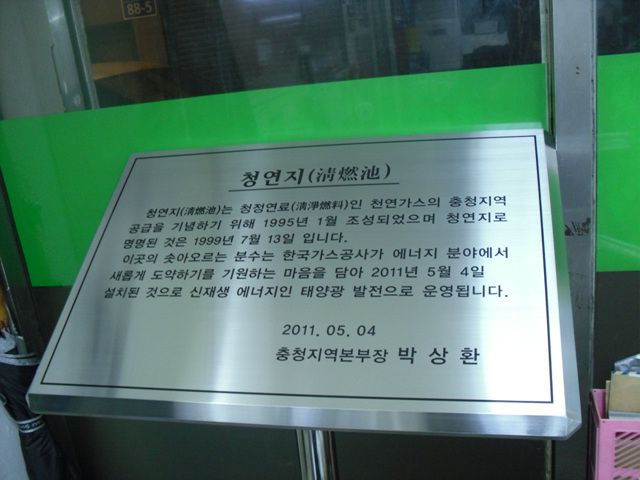 88-5
청연지(淸燃池)
청연지(淸燃池)는 청정연료(淸淨燃料)인 천연가스의 충청지역
공급을 기념하기 위해 1995년 1월 조성되었으며 청연지로
명명된 것은 1999년 7월 13일 입니다.
이곳의 솟아오르는 분수는 한국가스공사가 에너지 분야에서
새롭게 도약하기를 기원하는 마음을 담아 2011년 5월 4일
설치된 것으로 신재생 에너지인 태양광 발전으로 운영됩니다.
2011. 05. 04
충청지역본부장 박 상 환